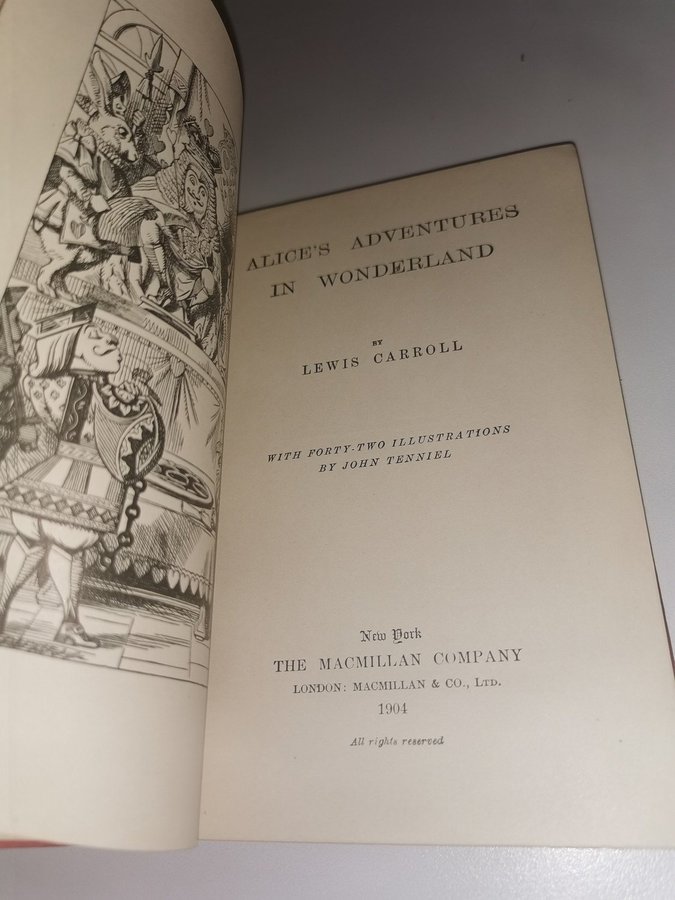 ALICE'S ADVENTURES
IN WONDERLAND
BY
LEWIS CARROLL
WITH FORTY-TWO ILLUSTRATIONS
BY JOHN TENNIEL
New York
THE MACMILLAN COMPANY
LONDON: MACMILLAN & CO., LTD.
1904
All rights reserved